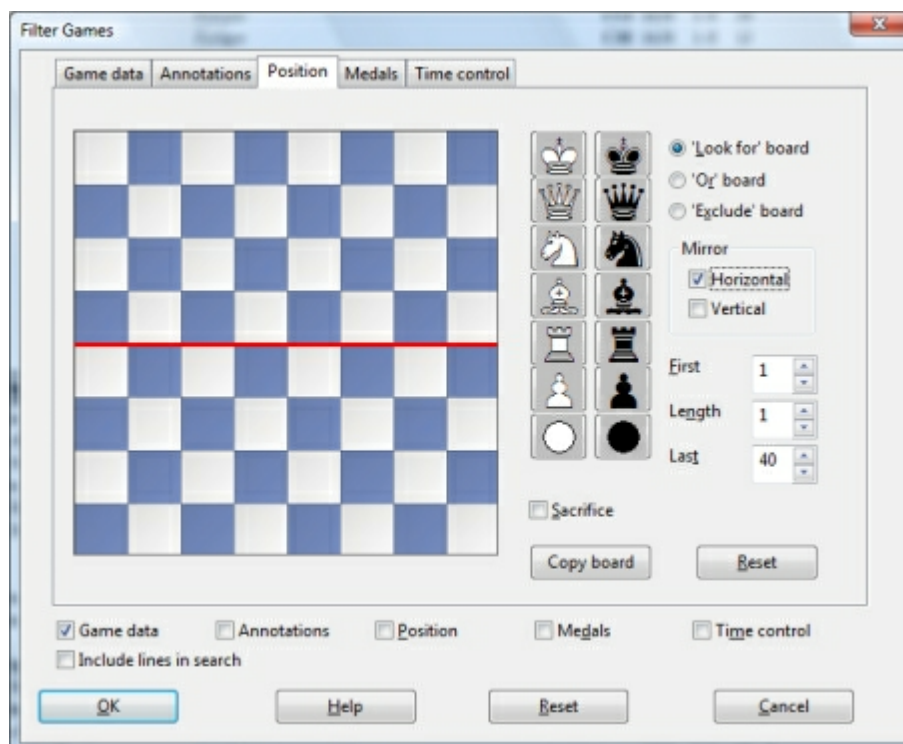 Filter Games
Game data Annotations Position Medals Time control
'Look for' board
'Or' board
'Exclude' board
Mirror
Horizontal
Vertical
First 1
Length 1
Last 40
Sacrifice
Copy board Reset
Game data Annotations Position Medals Time control
Include lines in search
OK Help Reset Cancel